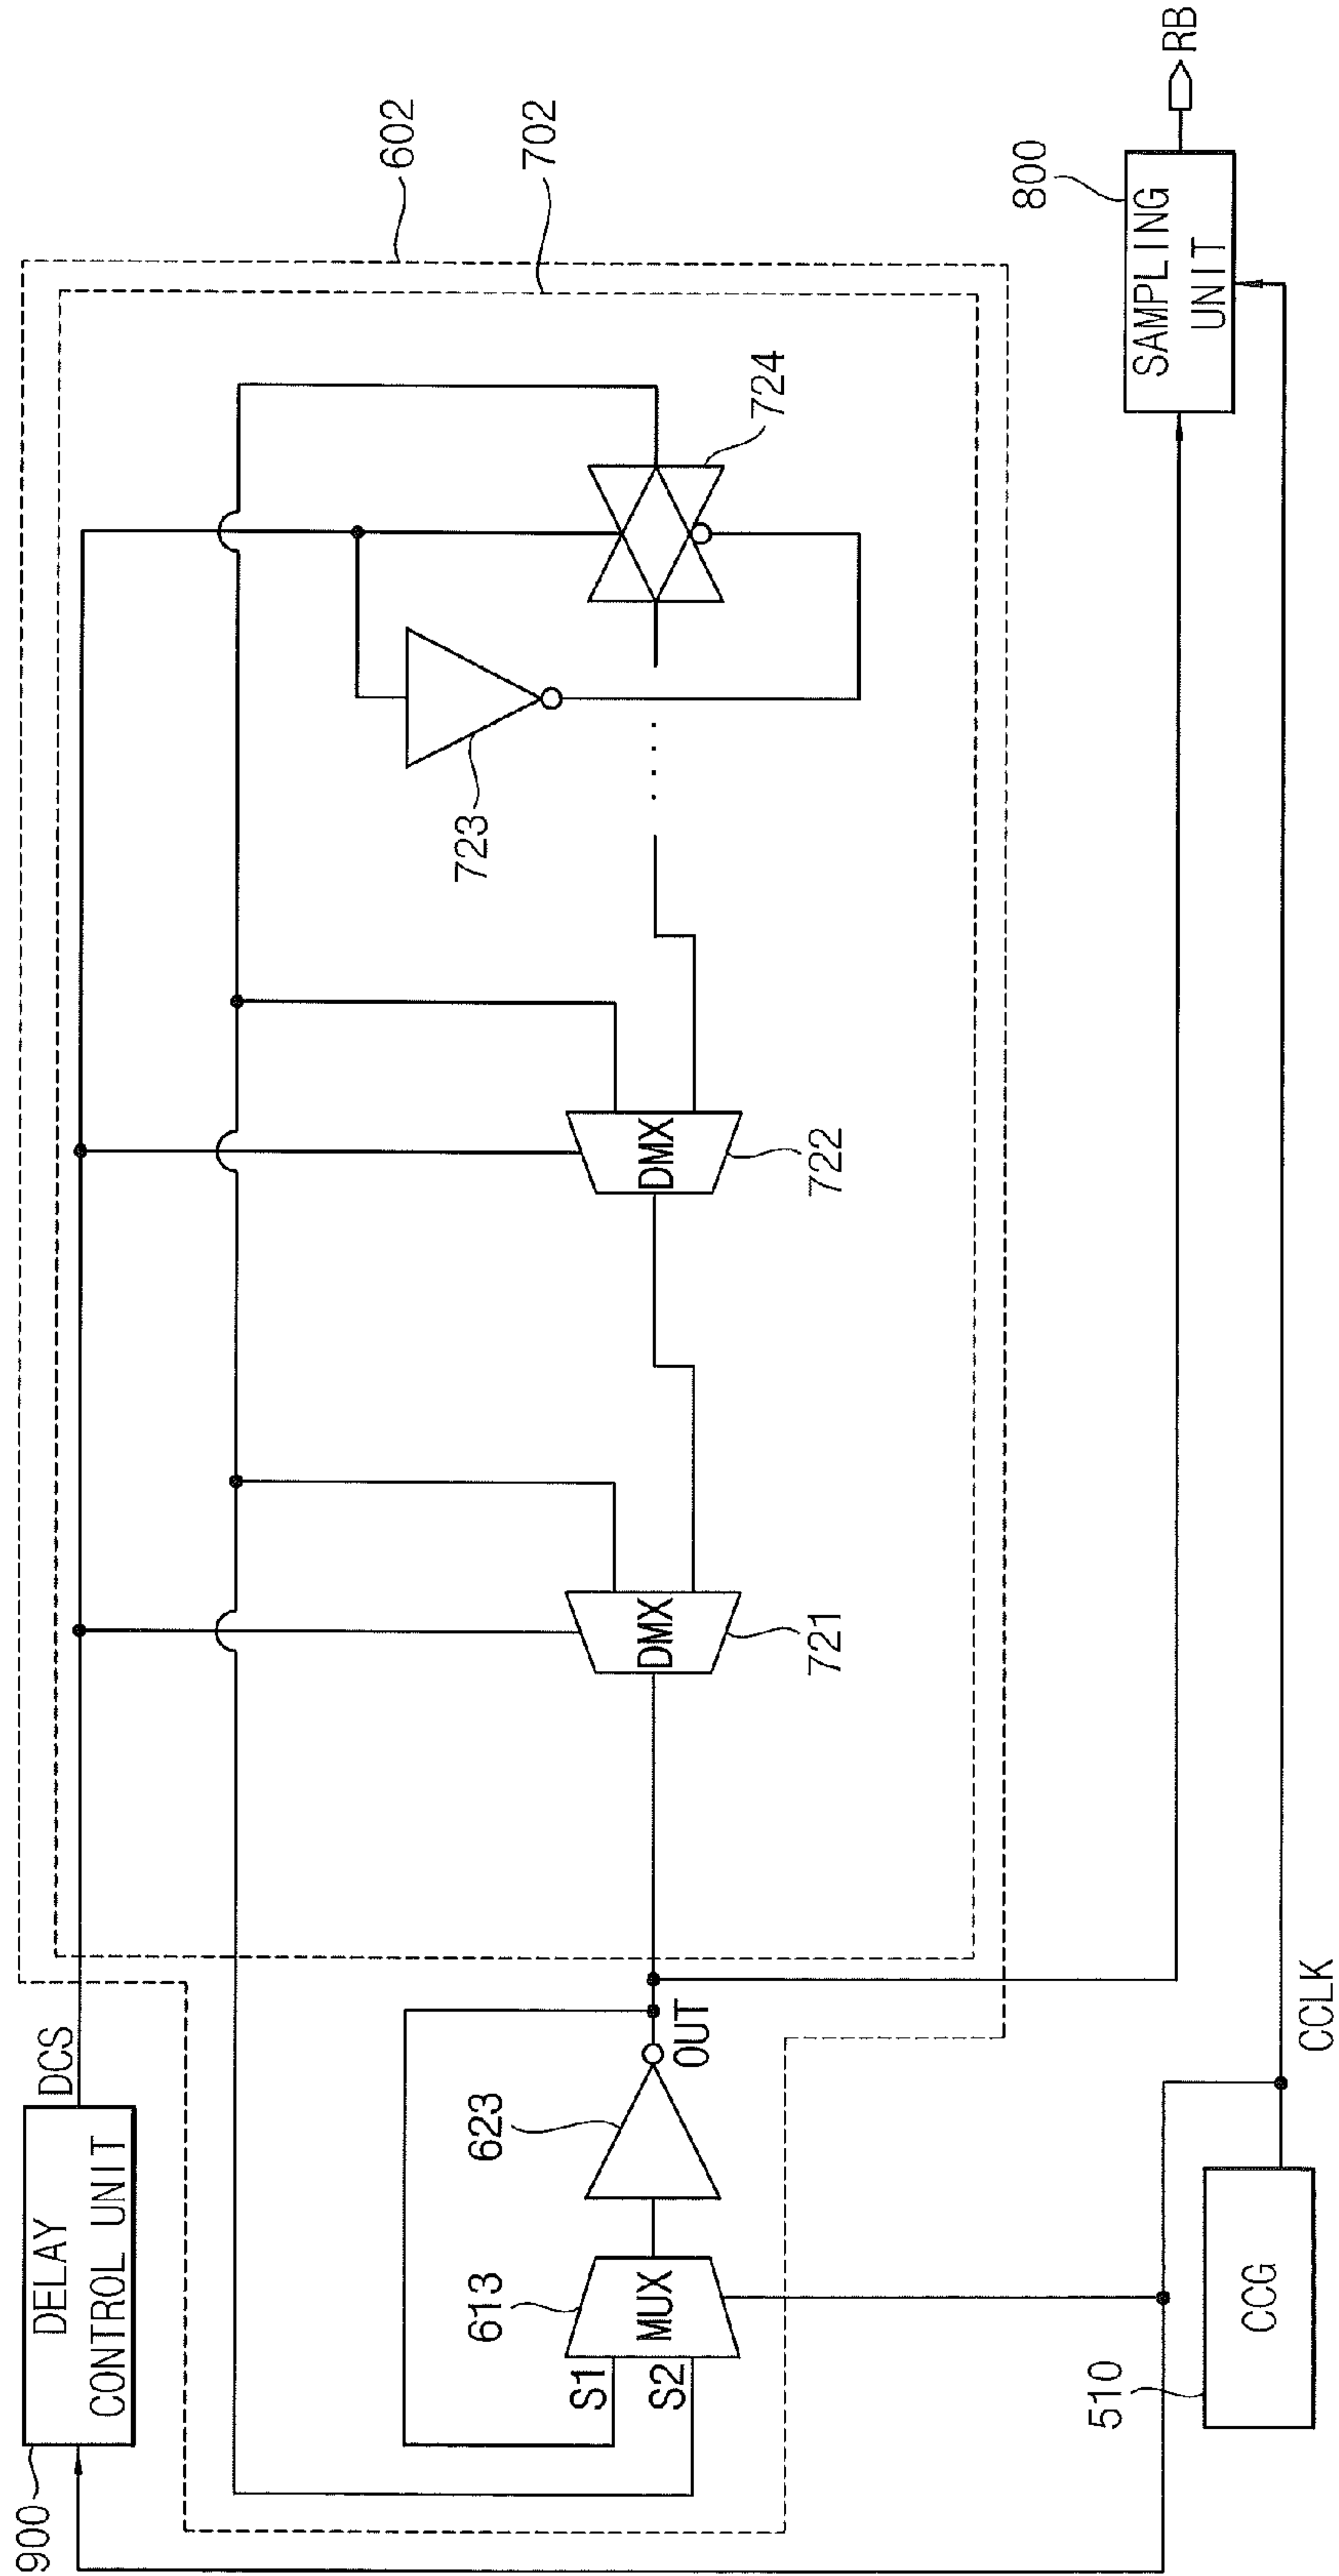 900
DELAY
CONTROL UNIT
DCS
602
702
613
MUX
S1
S2
623
OUT
DMX
721
DMX
722
723
724
510
CCG
CCLK
800
SAMPLING
UNIT
RB